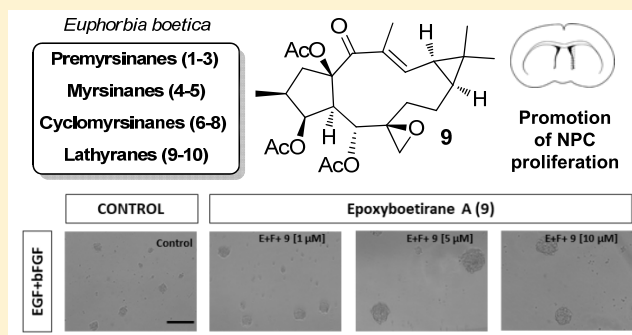 Euphorbia boetica
Premyrsinanes (1-3)
Myrsinanes (4-5)
Cyclomyrsinanes (6-8)
Lathyranes (9-10)
AcO
O
H
H
H
AcO
AcO
O
9
Promotion
of NPC
proliferation
CONTROL
Epoxyboetirane A (9)
EGF+bFGF
Control
E+F+ 9 [1 µM]
E+F+ 9 [5 µM]
E+F+ 9 [10 µM]